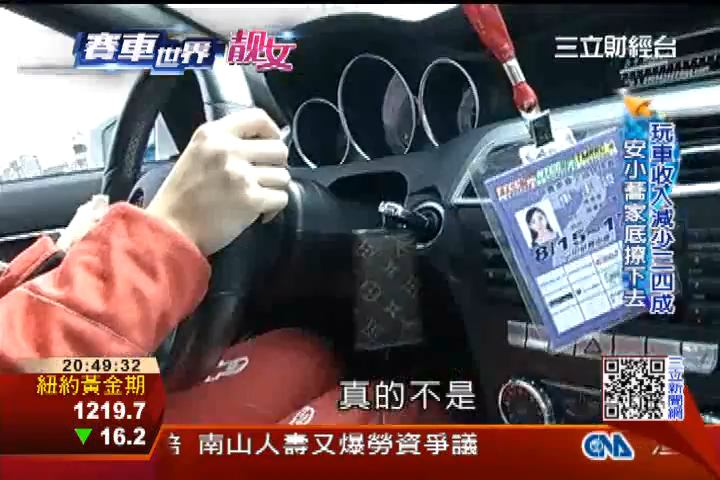 賽車世界 靚女
三立財經台
玩車收入減少三四成
安小蕎家底撩下去
8/15
20:49:32
紐約黃金期
1219.7
▼ 16.2
真的不是
三立新聞網
南山人壽又爆勞資爭議
CNA